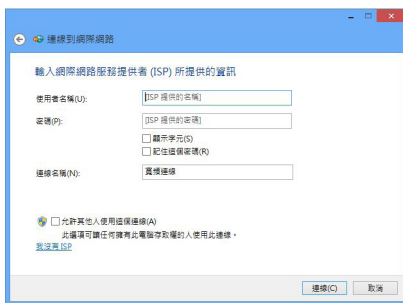 連線到網際網路
輸入網際網路服務提供者 (ISP) 所提供的資訊
使用者名稱(U):
[ISP 提供的名稱]
密碼(P):
[ISP 提供的密碼]
顯示字元(S)
記住這個密碼(R)
連線名稱(N):
寬頻連線
允許其他人使用這個連線(A)
此選項可讓任何擁有此電腦存取權的人使用此連線。
我沒有 ISP
連線(C)
取消